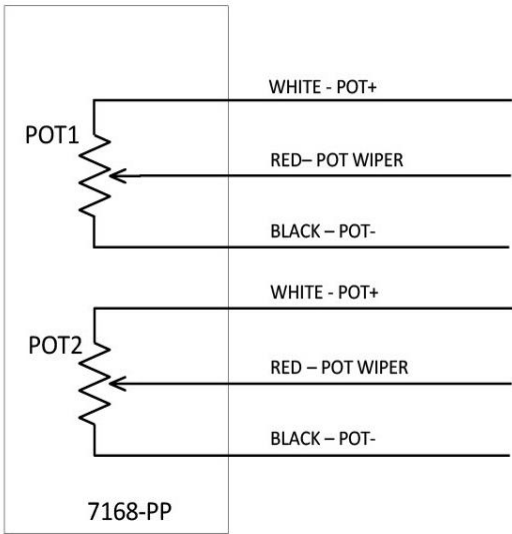 WHITE - POT+
POT1
RED– POT WIPER
BLACK – POT-
WHITE - POT+
POT2
RED – POT WIPER
BLACK – POT-
7168-PP